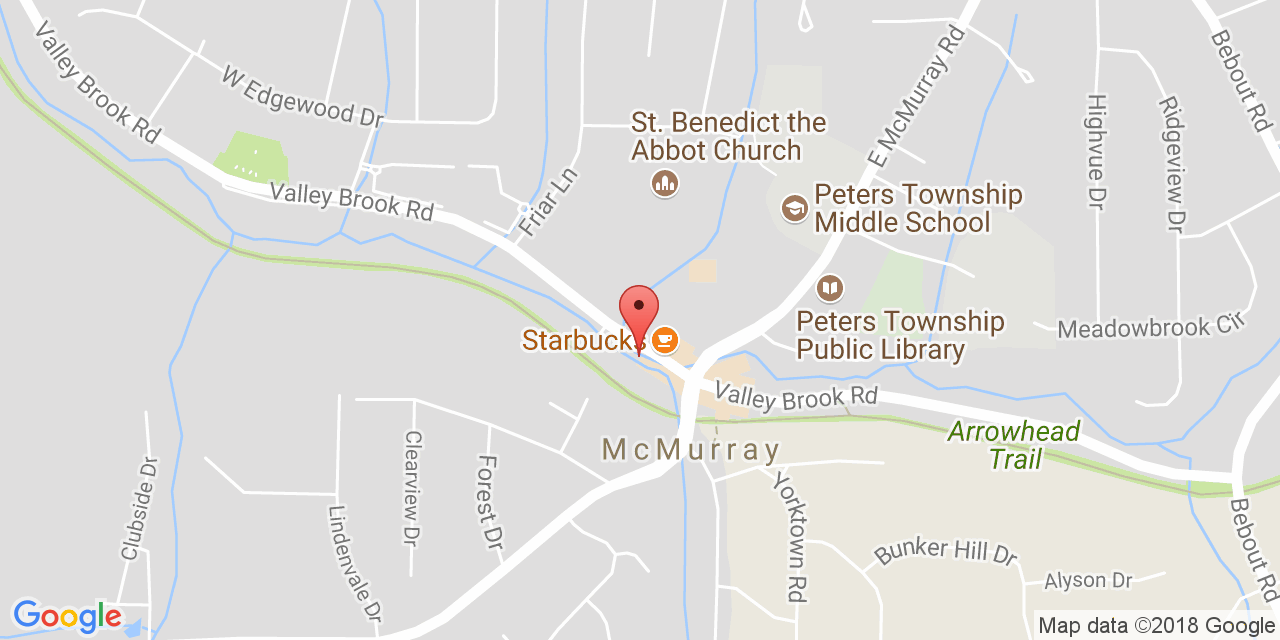 Valley Brook Rd
W Edgewood Dr
Valley Brook Rd
Friar Ln
St. Benedict the
Abbot Church
E McMurray Rd
Peters Township
Middle School
Highvue Dr
Ridgeview Dr
Bebout Rd
Starbucks
Peters Township
Public Library
Meadowbrook Cir
Valley Brook Rd
McMurray
Arrowhead
Trail
Clubside Dr
Clearview Dr
Forest Dr
Lindenvale Dr
Yorktown Rd
Bunker Hill Dr
Alyson Dr
Bebout Rd
Google
Map data ©2018 Google